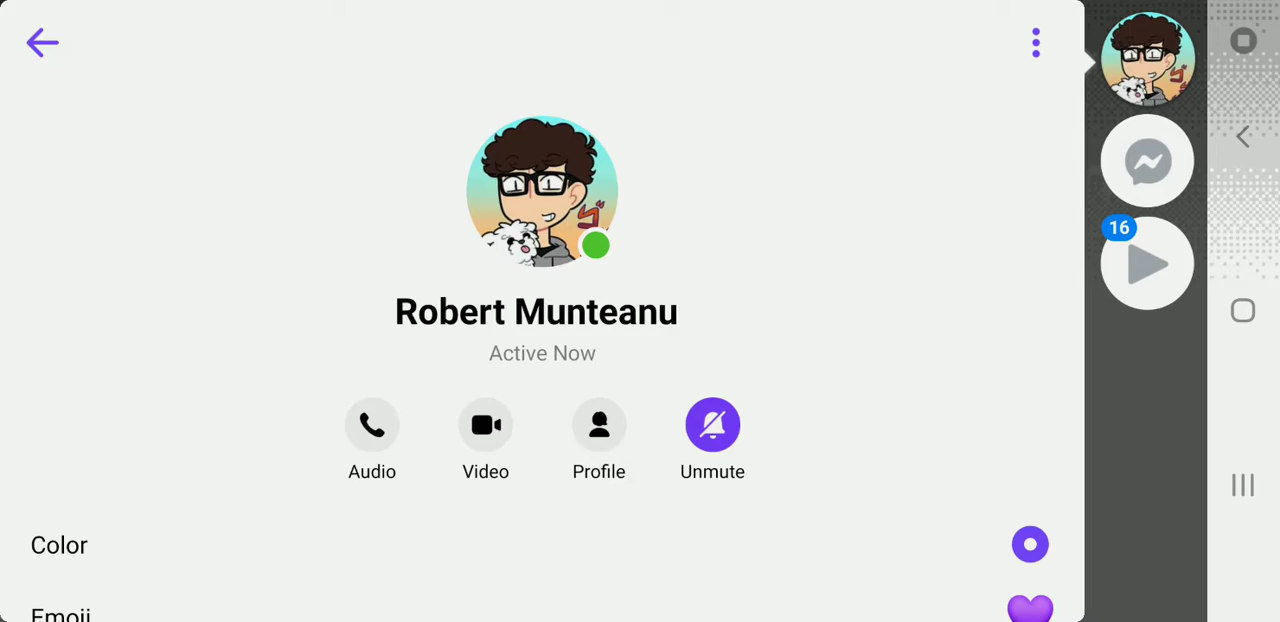 Robert Munteanu
Active Now
Audio
Video
Profile
Unmute
Color
Emoji
16